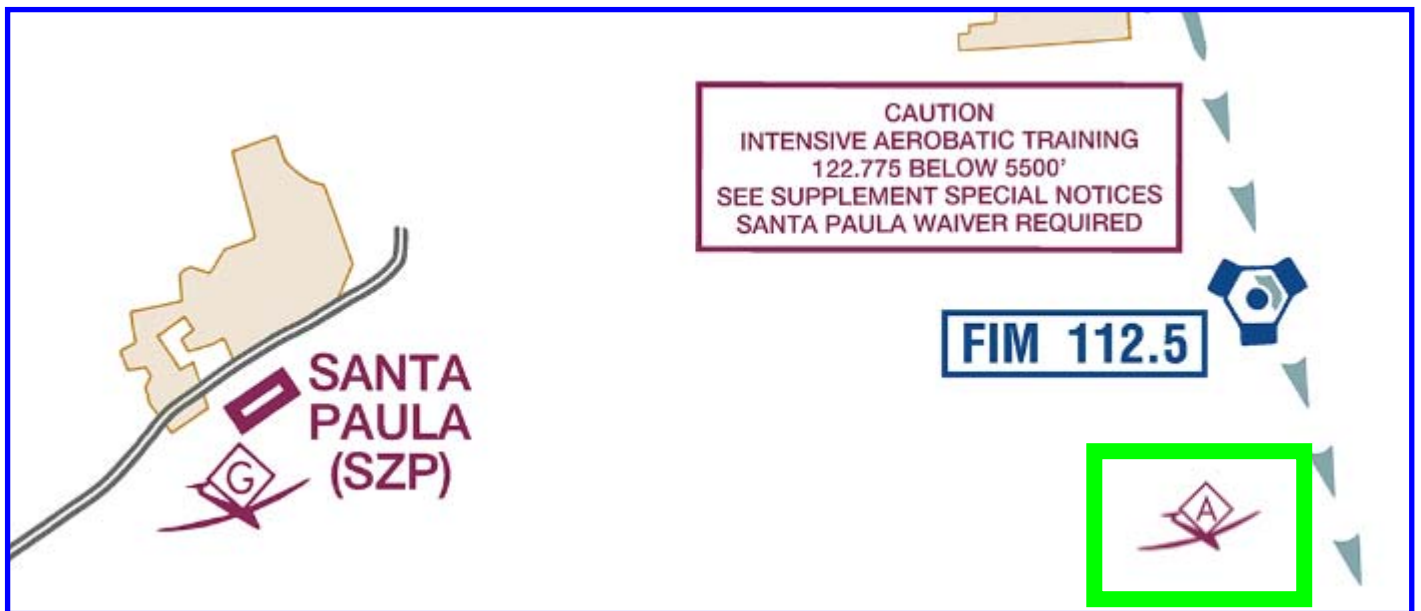 CAUTION
INTENSIVE AEROBATIC TRAINING
122.775 BELOW 5500'
SEE SUPPLEMENT SPECIAL NOTICES
SANTA PAULA WAIVER REQUIRED
FIM 112.5
SANTA
PAULA
(SZP)
G
A